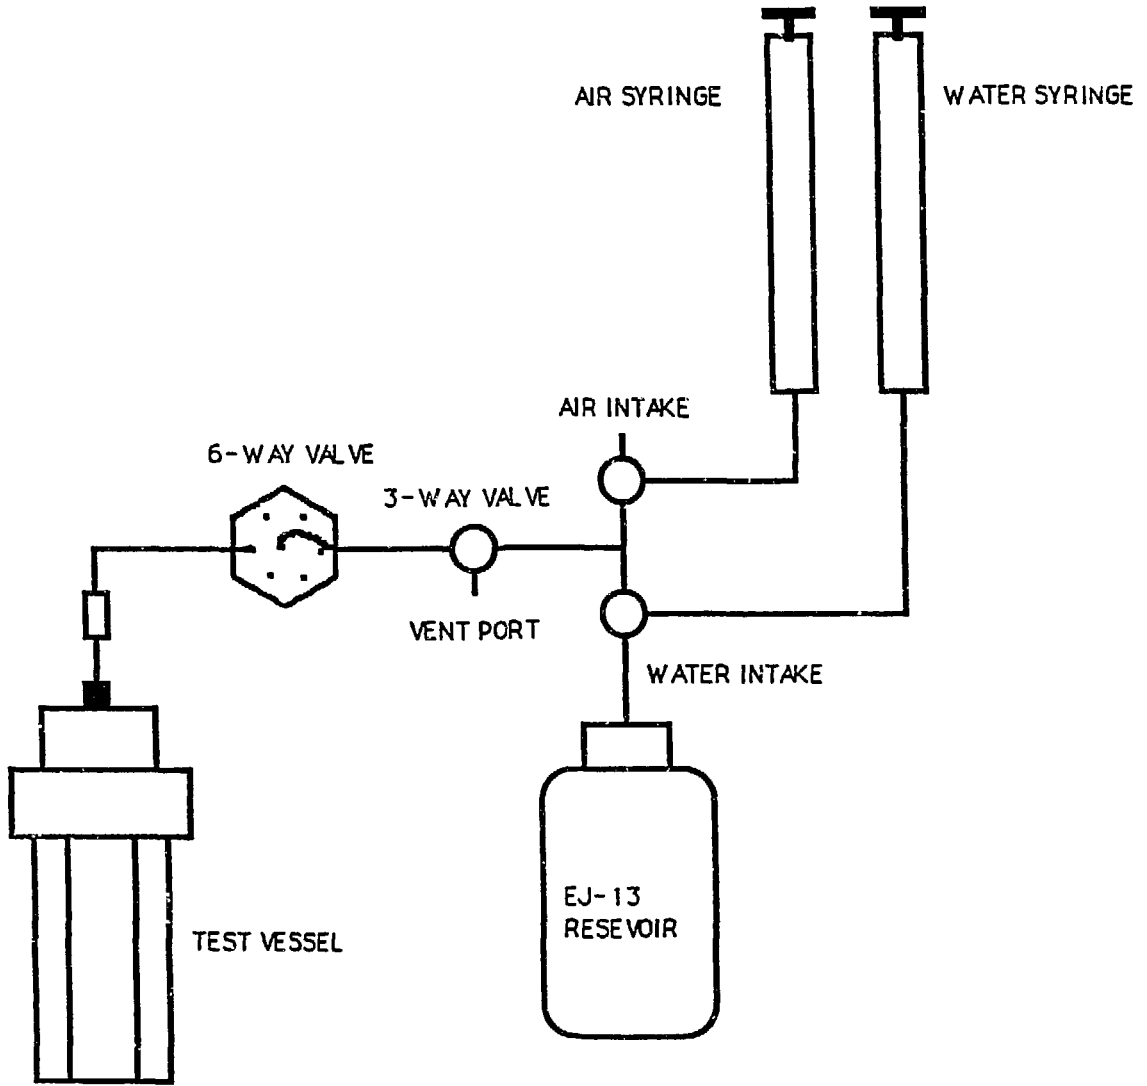 AIR SYRINGE
WATER SYRINGE
AIR INTAKE
6-WAY VALVE
3-WAY VALVE
VENT PORT
WATER INTAKE
EJ-13
RESEVOIR
TEST VESSEL